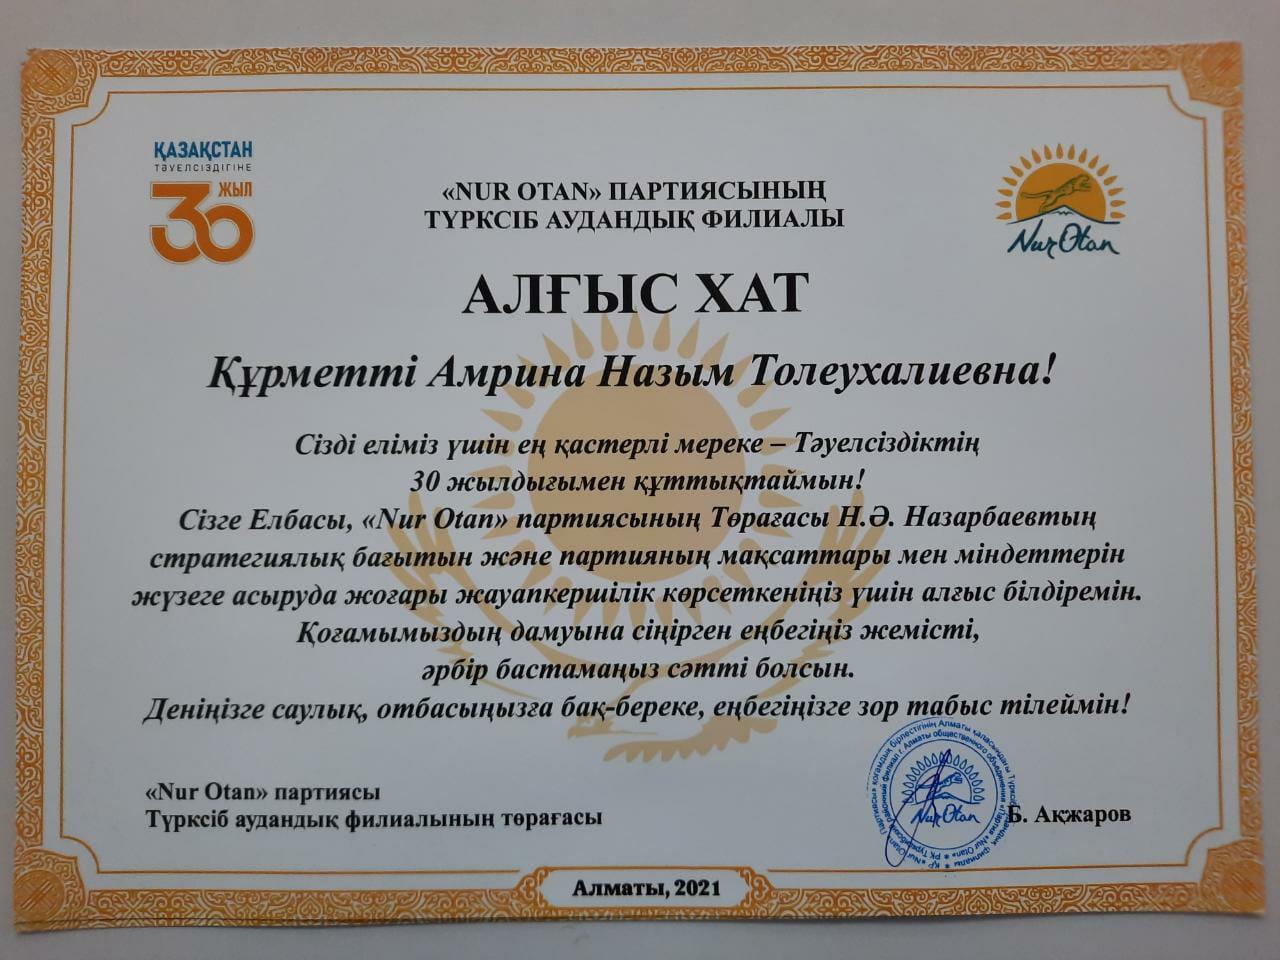 ҚАЗАҚСТАН
ТӘУЕЛСІЗДІГІНЕ
30 ЖЫЛ
«NUR OTAN» ПАРТИЯСЫНЫҢ
ТҮРКСІБ АУДАНДЫҚ ФИЛИАЛЫ
Nur Otan
АЛҒЫС ХАТ
Құрметті Амрина Назым Толеухалиевна!
Сізді еліміз үшін ең қастерлі мереке – Тәуелсіздіктің
30 жылдығымен құттықтаймын!
Сізге Елбасы, «Nur Otan» партиясының Төрағасы Н.Ә. Назарбаевтың
стратегиялық бағытын және партияның мақсаттары мен міндеттерін
жүзеге асыруда жоғары жауапкершілік көрсеткеніңіз үшін алғыс білдіремін.
Қоғамымыздың дамуына сіңірген еңбегіңіз жемісті,
әрбір бастамаңыз сәтті болсын.
Деніңізге саулық, отбасыңызға бақ-береке, еңбегіңізге зор табыс тілеймін!
«Nur Otan» партиясы
Түрксіб аудандық филиалының төрағасы
Nur Otan
Б. Ақжаров
Алматы, 2021